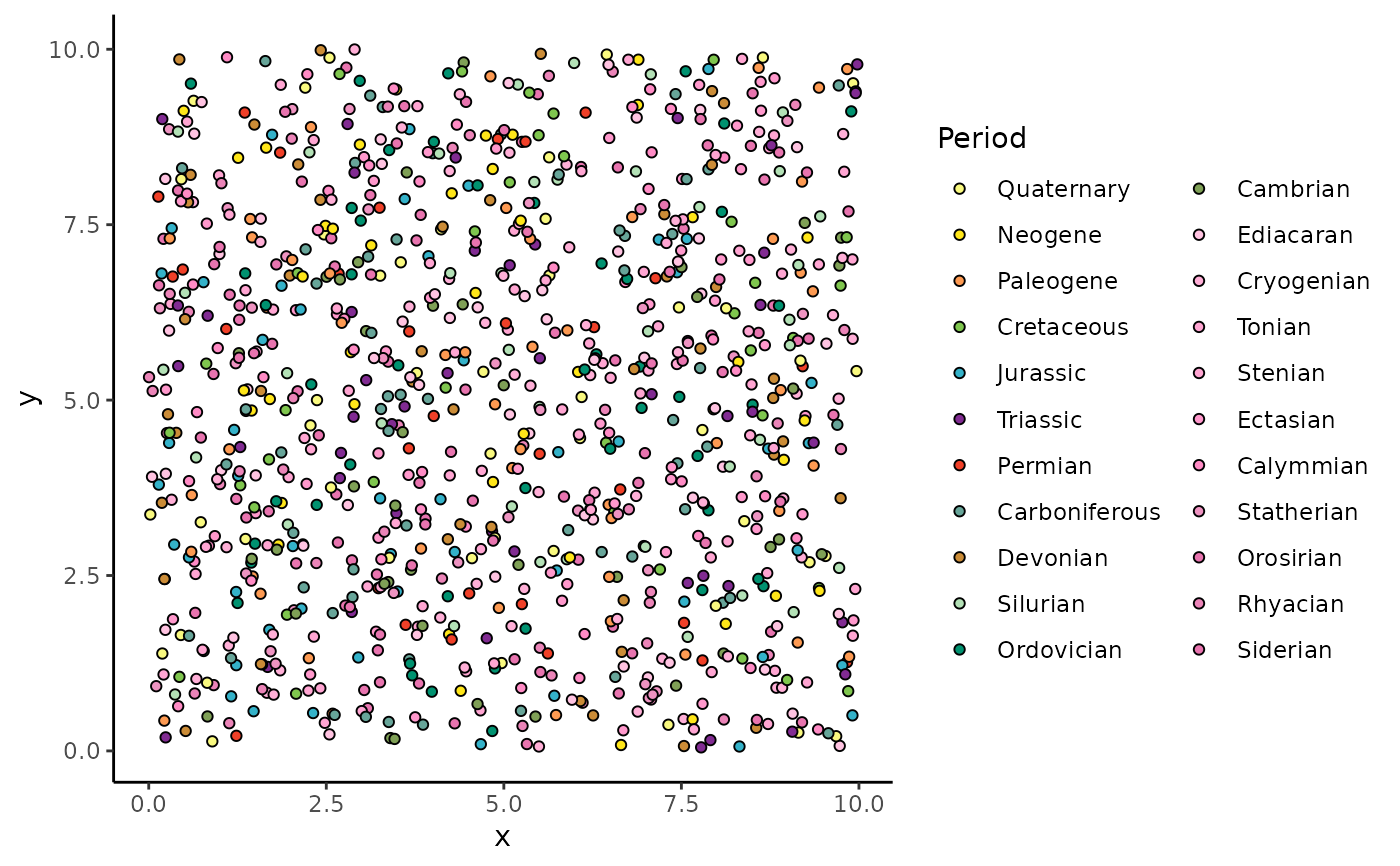 10.0
7.5
5.0
2.5
0.0
y
0.0 2.5 5.0 7.5 10.0
x
Period
Quaternary
Neogene
Paleogene
Cretaceous
Jurassic
Triassic
Permian
Carboniferous
Devonian
Silurian
Ordovician
Cambrian
Ediacaran
Cryogenian
Tonian
Stenian
Ectasian
Calymmian
Statherian
Orosirian
Rhyacian
Siderian